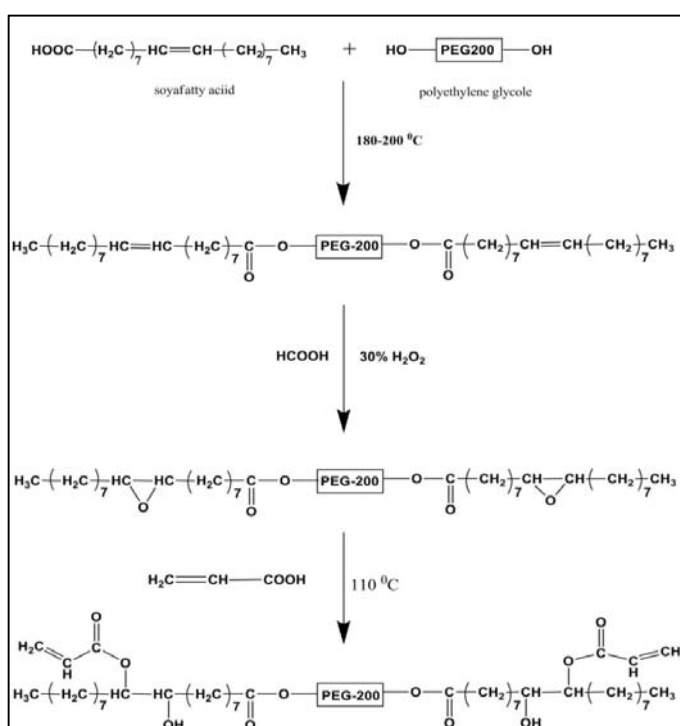 HOOC-(H₂C)₇-HC=CH-(CH₂)₇-CH₃ + HO-PEG200-OH
soyafatty aciid polyethylene glycole
180-200 ⁰C
H₃C-(H₂C)₇-HC=HC-(H₂C)₇-C-O-PEG-200-O-C-(CH₂)₇-CH=CH-(CH₂)₇-CH₃
O O
HCOOH 30% H₂O₂
H₃C-(H₂C)₇-HC-HC-(H₂C)₇-C-O-PEG-200-O-C-(CH₂)₇-CH-CH-(CH₂)₇-CH₃
O O O O
H₂C=CH-COOH 110 ⁰C
O O
H₂C C C CH₂
C H O O C H
H₃C-(H₂C)₇-HC-HC-(H₂C)₇-C-O-PEG-200-O-C-(CH₂)₇-CH-CH-(CH₂)₇-CH₃
OH O O OH